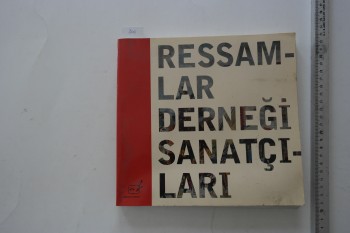 RESSAM-
LAR
DERNEĞİ
SANATÇI-
LARI